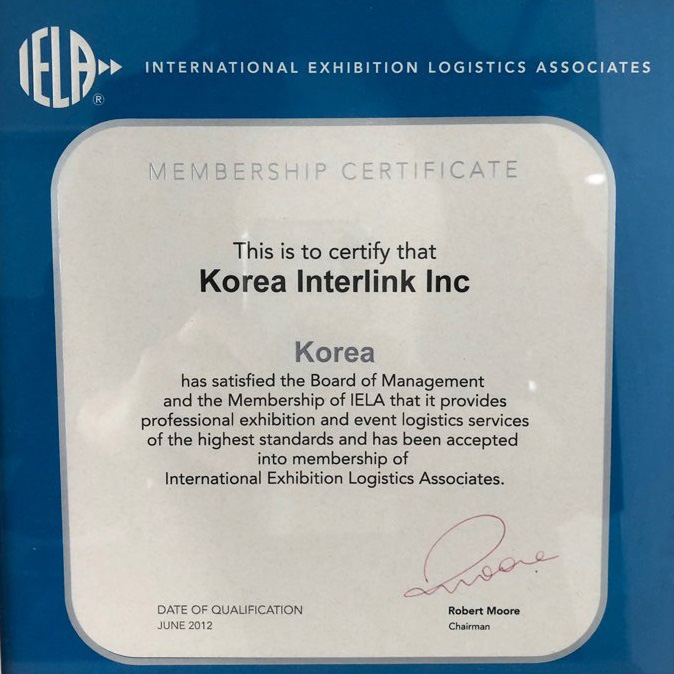 IELA®
INTERNATIONAL EXHIBITION LOGISTICS ASSOCIATES
MEMBERSHIP CERTIFICATE
This is to certify that
Korea Interlink Inc
Korea
has satisfied the Board of Management
and the Membership of IELA that it provides
professional exhibition and event logistics services
of the highest standards and has been accepted
into membership of
International Exhibition Logistics Associates.
RMoore
DATE OF QUALIFICATION
JUNE 2012
Robert Moore
Chairman